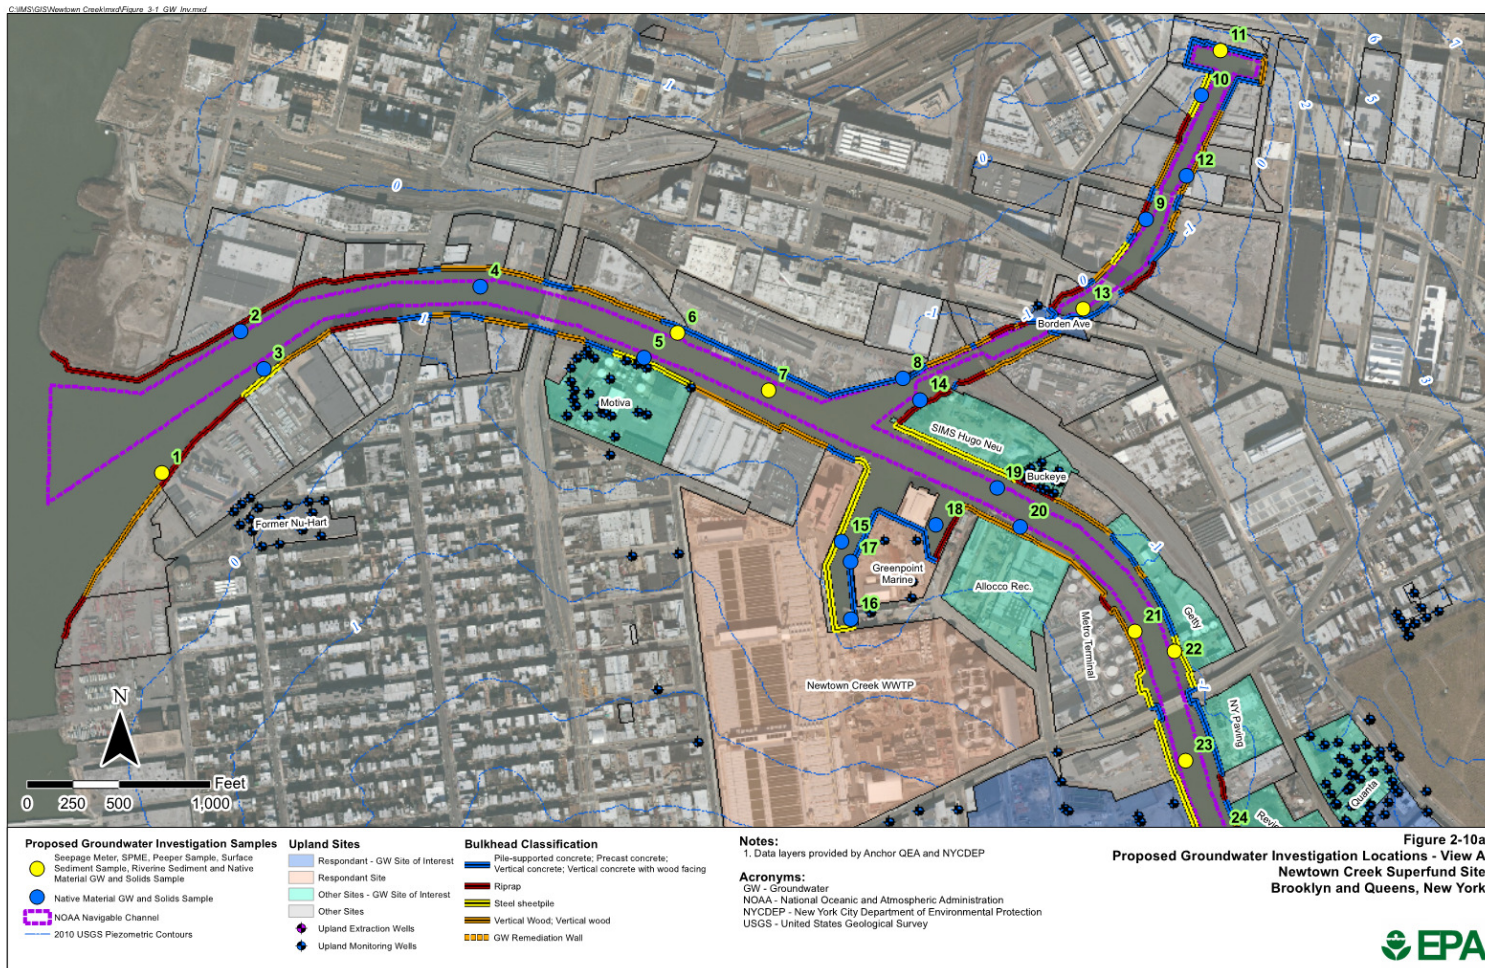 C:\IMS\GIS\Newtown Creek\mxd\Figure_3-1_GW_Inv.mxd
11
10
12
9
13
Borden Ave
4
2
3
6
5
7
8
14
Motiva
SIMS Hugo Neu
1
19
Buckeye
Former Nu-Hart
18
20
15
17
Greenpoint
Marine
Allocco Rec.
16
21
Getty
22
Metro Terminal
Newtown Creek WWTP
NY Paving
23
Quanta
24
N
Feet
0 250 500 1,000
Proposed Groundwater Investigation Samples
Seepage Meter, SPME, Peeper Sample, Surface
Sediment Sample, Riverine Sediment and Native
Material GW and Solids Sample
Native Material GW and Solids Sample
NOAA Navigable Channel
2010 USGS Piezometric Contours
Upland Sites
Respondant - GW Site of Interest
Respondant Site
Other Sites - GW Site of Interest
Other Sites
Upland Extraction Wells
Upland Monitoring Wells
Bulkhead Classification
Pile-supported concrete; Precast concrete;
Vertical concrete; Vertical concrete with wood facing
Riprap
Steel sheetpile
Vertical Wood; Vertical wood
GW Remediation Wall
Notes:
1. Data layers provided by Anchor QEA and NYCDEP
Acronyms:
GW - Groundwater
NOAA - National Oceanic and Atmospheric Administration
NYCDEP - New York City Department of Environmental Protection
USGS - United States Geological Survey
Figure 2-10a
Proposed Groundwater Investigation Locations - View A
Newtown Creek Superfund Site
Brooklyn and Queens, New York
EPA